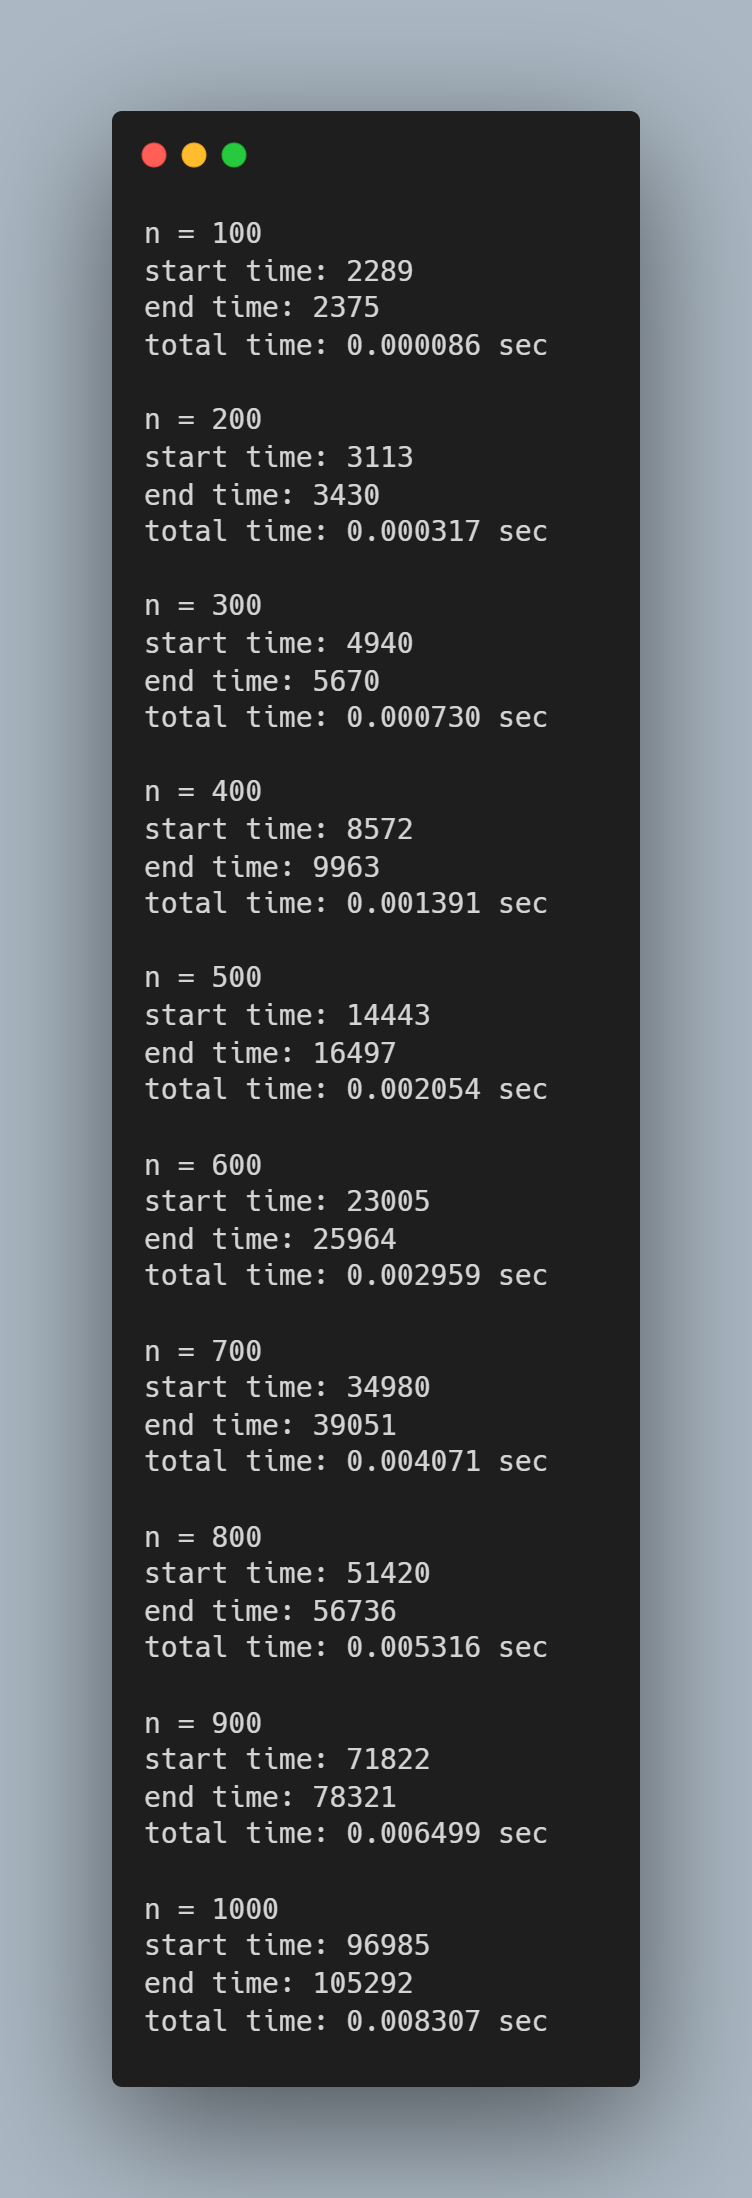 n = 100
start time: 2289
end time: 2375
total time: 0.000086 sec
n = 200
start time: 3113
end time: 3430
total time: 0.000317 sec
n = 300
start time: 4940
end time: 5670
total time: 0.000730 sec
n = 400
start time: 8572
end time: 9963
total time: 0.001391 sec
n = 500
start time: 14443
end time: 16497
total time: 0.002054 sec
n = 600
start time: 23005
end time: 25964
total time: 0.002959 sec
n = 700
start time: 34980
end time: 39051
total time: 0.004071 sec
n = 800
start time: 51420
end time: 56736
total time: 0.005316 sec
n = 900
start time: 71822
end time: 78321
total time: 0.006499 sec
n = 1000
start time: 96985
end time: 105292
total time: 0.008307 sec